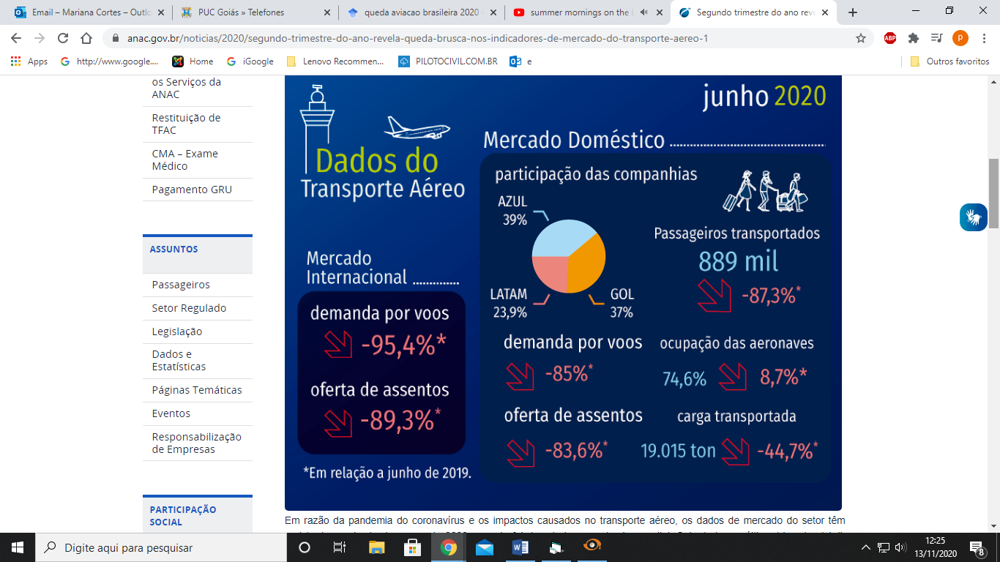 Email – Mariana Cortes – Outlo
PUC Goiás » Telefones
queda aviacao brasileira 2020 -
summer mornings on the l
Segundo trimestre do ano reve
anac.gov.br/noticias/2020/segundo-trimestre-do-ano-revela-queda-brusca-nos-indicadores-de-mercado-do-transporte-aereo-1
ABP
P
Apps
http://www.google....
Home
iGoogle
Lenovo Recommen...
PILOTOCIVIL.COM.BR
e
Outros favoritos
os Serviços da
ANAC
Restituição de
TFAC
CMA – Exame
Médico
Pagamento GRU
ASSUNTOS
Passageiros
Setor Regulado
Legislação
Dados e
Estatísticas
Páginas Temáticas
Eventos
Responsabilização
de Empresas
PARTICIPAÇÃO
SOCIAL
junho 2020
Dados do
Transporte Aéreo
Mercado
Internacional ............
demanda por voos
-95,4%*
oferta de assentos
-89,3%*
*Em relação a junho de 2019.
Mercado Doméstico ........................................
participação das companhias
AZUL
39%
LATAM
23,9%
GOL
37%
Passageiros transportados
889 mil
-87,3%*
demanda por voos
-85%*
ocupação das aeronaves
74,6% 8,7%*
oferta de assentos
-83,6%*
carga transportada
19.015 ton -44,7%*
Em razão da pandemia do coronavírus e os impactos causados no transporte aéreo, os dados de mercado do setor têm
Digite aqui para pesquisar
12:25
13/11/2020
8